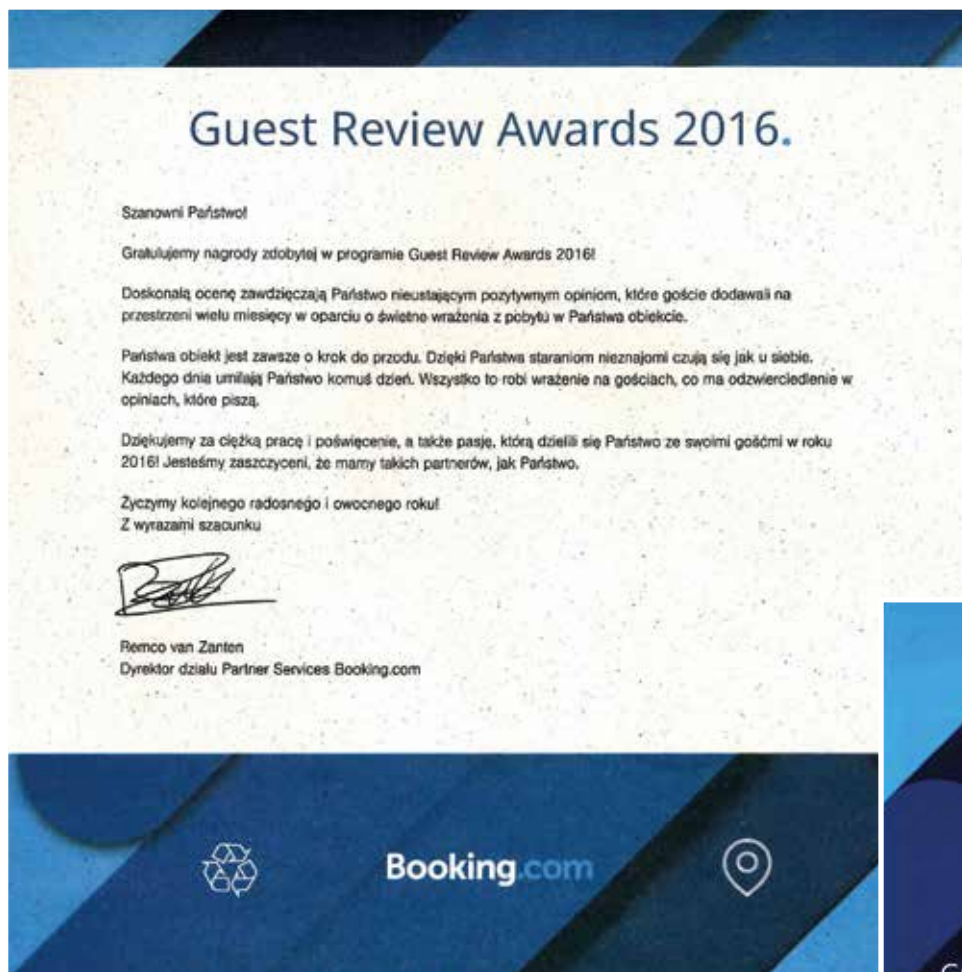 Guest Review Awards 2016.
Szanowni Państwo!
Gratulujemy nagrody zdobytej w programie Guest Review Awards 2016!
Doskonałą ocenę zawdzięczają Państwo nieustającym pozytywnym opiniom, które goście dodawali na
przestrzeni wielu miesięcy w oparciu o świetne wrażenia z pobytu w Państwa obiekcie.
Państwa obiekt jest zawsze o krok do przodu. Dzięki Państwa staraniom nieznajomi czują się jak u siebie.
Każdego dnia umilają Państwo komuś dzień. Wszystko to robi wrażenie na gościach, co ma odzwierciedlenie w
opiniach, które piszą.
Dziękujemy za ciężką pracę i poświęcenie, a także pasję, którą dzielili się Państwo ze swoimi gośćmi w roku
2016! Jesteśmy zaszczyceni, że mamy takich partnerów, jak Państwo.
Życzymy kolejnego radosnego i owocnego roku!
Z wyrazami szacunku
Remco van Zanten
Dyrektor działu Partner Services Booking.com
Booking.com